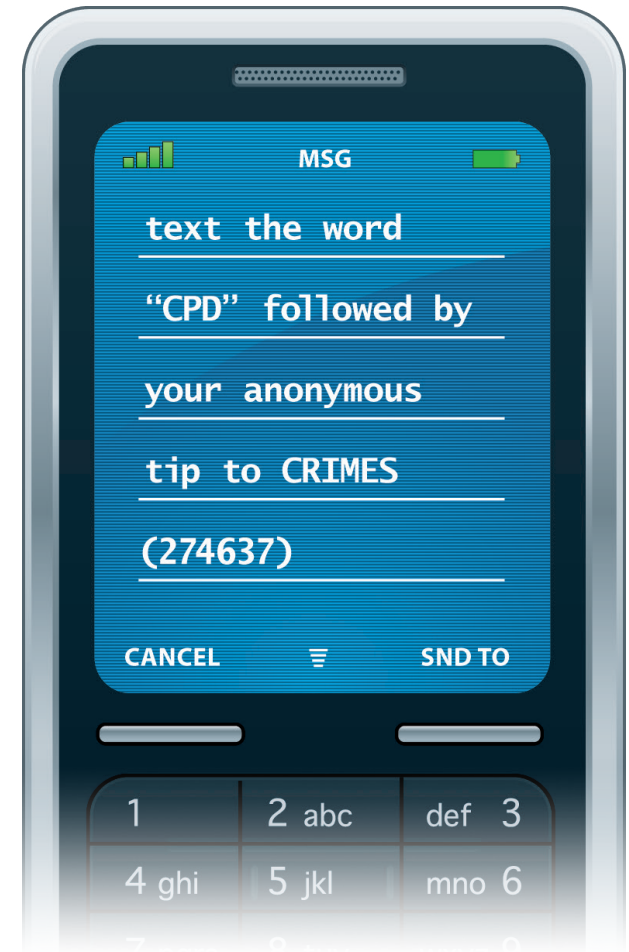 MSG
text the word
“CPD” followed by
your anonymous
tip to CRIMES
(274637)
CANCEL SND TO
1 2 abc def 3
4 ghi 5 jkl mno 6